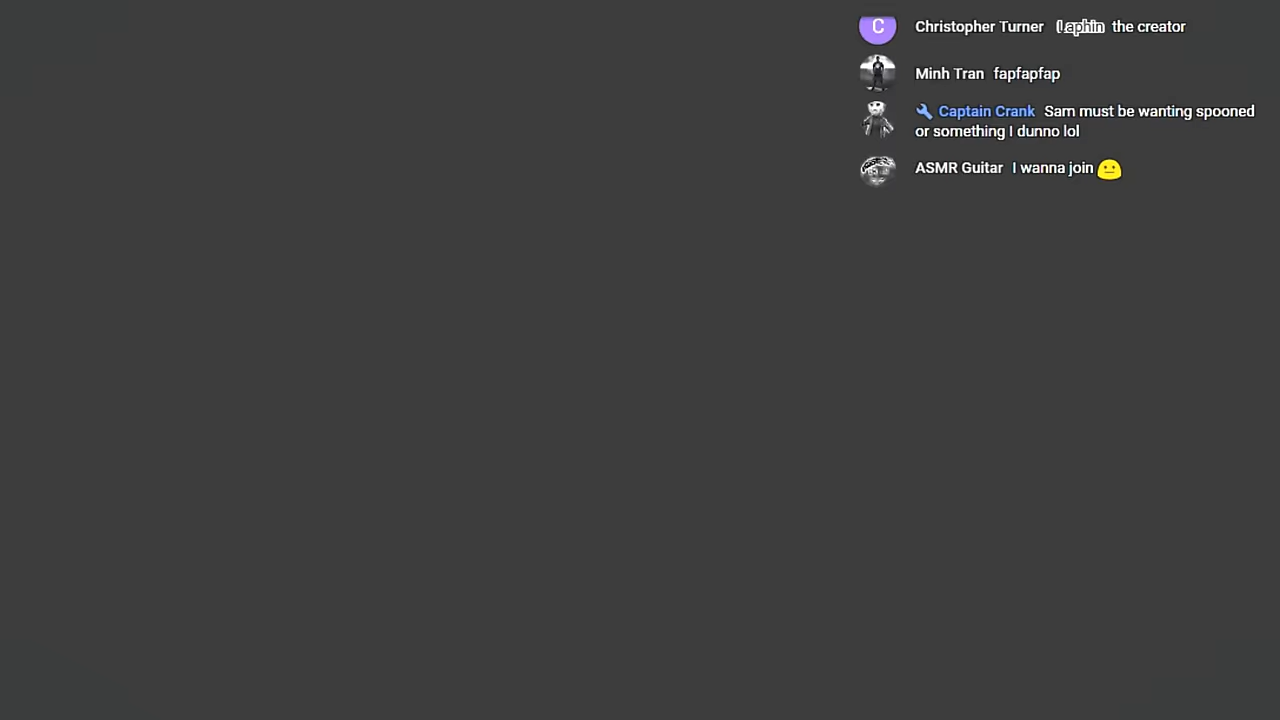 C Christopher Turner the creator
Minh Tran fapfapfap
Captain Crank Sam must be wanting spooned
or something I dunno lol
ASMR Guitar I wanna join 😐